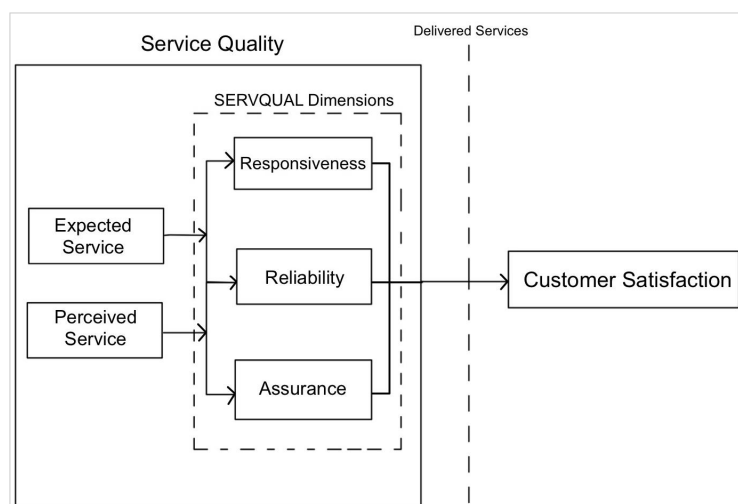 Delivered Services
Service Quality
SERVQUAL Dimensions
Responsiveness
Expected
Service
Reliability
Customer Satisfaction
Perceived
Service
Assurance